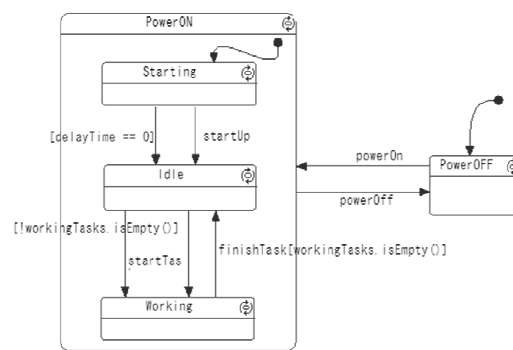 PowerON
Starting
[delayTime == 0]
startUp
powerOn
PowerOFF
Idle
powerOff
[!workingTasks.isEmpty()]
finishTask[workingTasks.isEmpty()]
startTas
Working